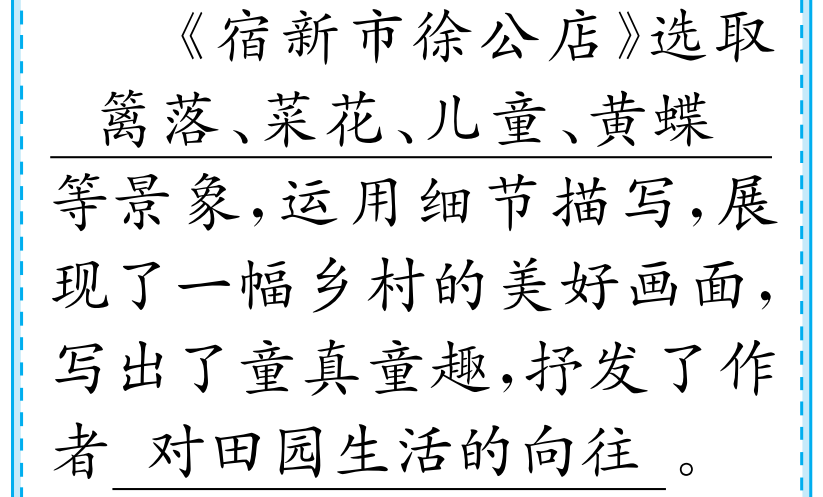 《宿新市徐公店》选取
篱落、菜花、儿童、黄蝶
等景象,运用细节描写,展
现了一幅乡村的美好画面,
写出了童真童趣,抒发了作
者 对田园生活的向往 。